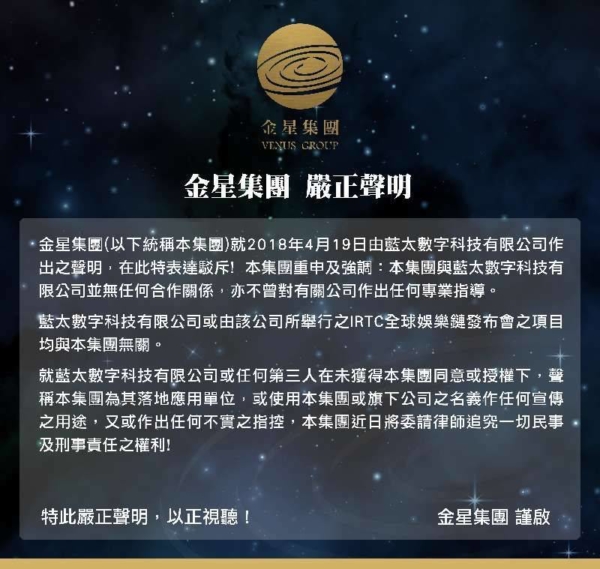 金星集團
VENUS GROUP
金星集團 嚴正聲明
金星集團(以下統稱本集團)就2018年4月19日由藍太數字科技有限公司作
出之聲明，在此特表達駁斥! 本集團重申及強調：本集團與藍太數字科技有
限公司並無任何合作關係，亦不曾對有關公司作出任何專業指導。
藍太數字科技有限公司或由該公司所舉行之IRTC全球娛樂鏈發布會之項目
均與本集團無關。
就藍太數字科技有限公司或任何第三人在未獲得本集團同意或授權下，聲
稱本集團為其落地應用單位，或使用本集團或旗下公司之名義作任何宣傳
之用途，又或作出任何不實之指控，本集團近日將委請律師追究一切民事
及刑事責任之權利!
特此嚴正聲明，以正視聽！
金星集團 謹啟